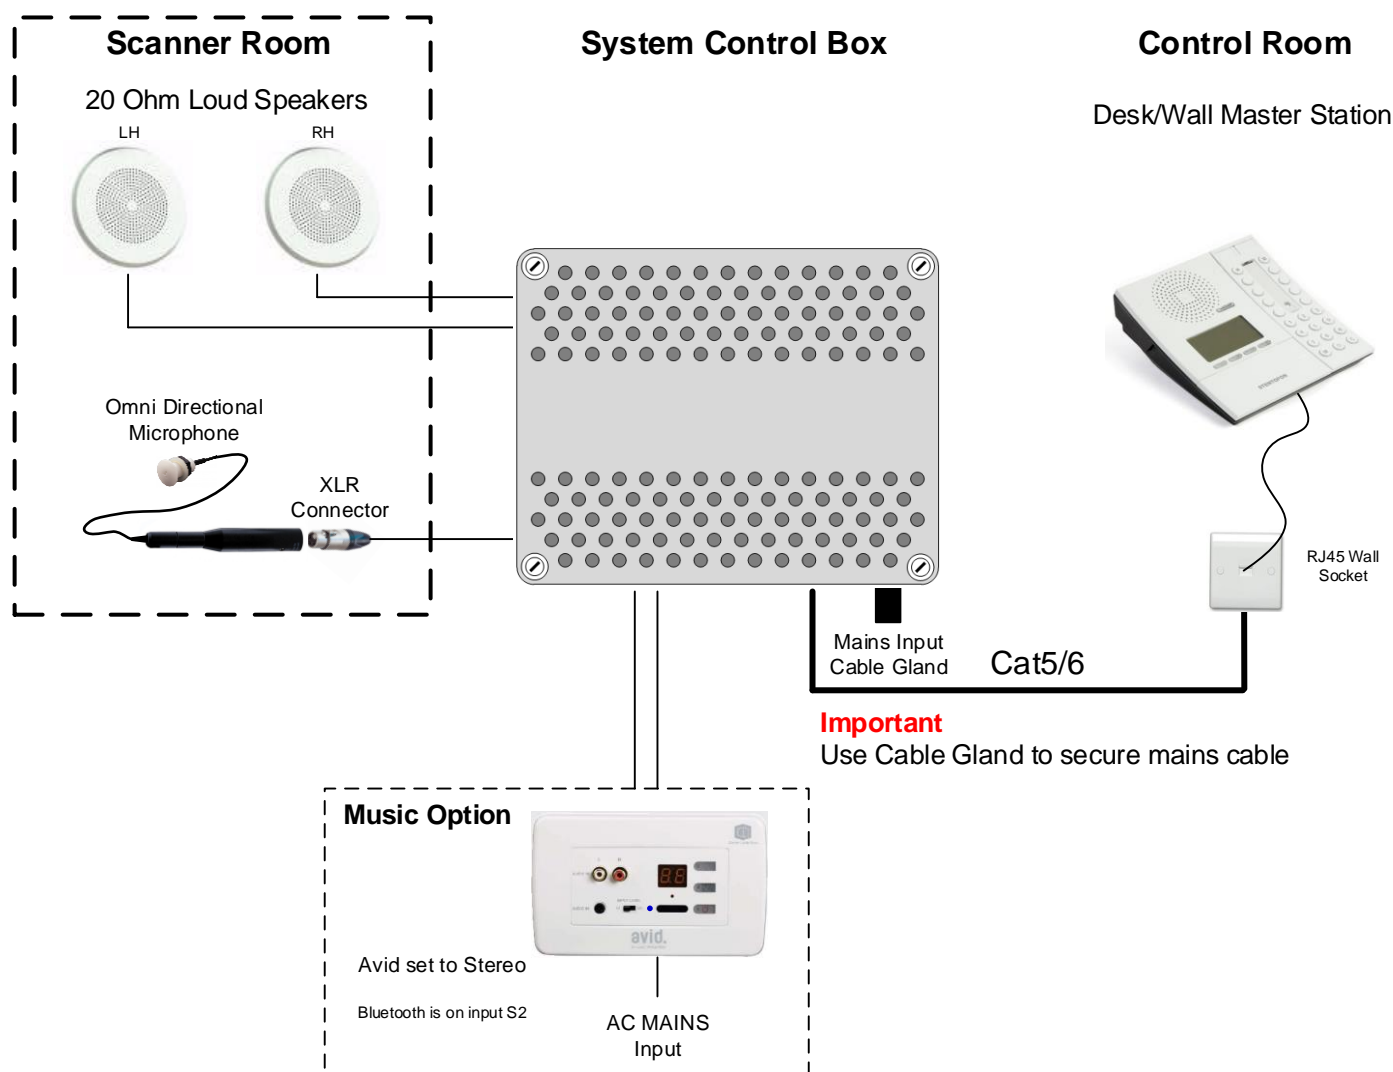 Scanner Room
System Control Box
Control Room
20 Ohm Loud Speakers
LH
RH
Desk/Wall Master Station
Omni Directional
Microphone
XLR
Connector
RJ45 Wall
Socket
Mains Input
Cable Gland
Cat5/6
Important
Use Cable Gland to secure mains cable
Music Option
L
R
avid.
Avid set to Stereo
Bluetooth is on input S2
AC MAINS
Input